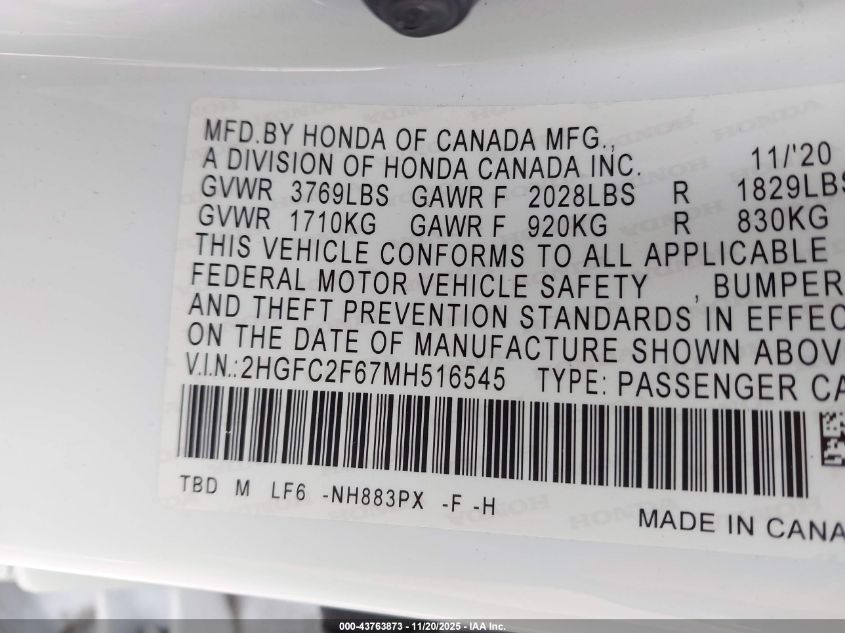 MFD.BY HONDA OF CANADA MFG.,
A DIVISION OF HONDA CANADA INC. 11/'20
GVWR 3769LBS GAWR F 2028LBS R 1829LBS
GVWR 1710KG GAWR F 920KG R 830KG
THIS VEHICLE CONFORMS TO ALL APPLICABLE
FEDERAL MOTOR VEHICLE SAFETY , BUMPER
AND THEFT PREVENTION STANDARDS IN EFFEC
ON THE DATE OF MANUFACTURE SHOWN ABOV
V.I.N.:2HGFC2F67MH516545 TYPE: PASSENGER CA
TBD M LF6 -NH883PX -F -H
MADE IN CANA
000-43763873 - 11/20/2025 - IAA Inc.